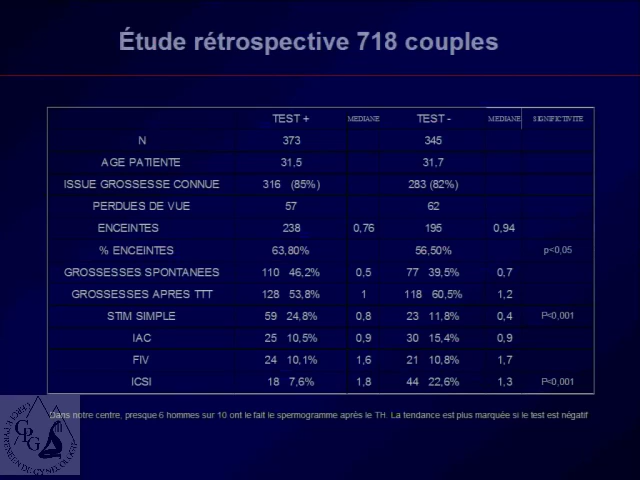 Étude rétrospective 718 couples
TEST + MEDIANE TEST - MEDIANE SIGNIFICTIVITE
N 373 345
AGE PATIENTE 31,5 31,7
ISSUE GROSSESSE CONNUE 316 (85%) 283 (82%)
PERDUES DE VUE 57 62
ENCEINTES 238 0,76 195 0,94
% ENCEINTES 63,80% 56,50% p<0,05
GROSSESSES SPONTANEES 110 46,2% 0,5 77 39,5% 0,7
GROSSESSES APRES TTT 128 53,8% 1 118 60,5% 1,2
STIM SIMPLE 59 24,8% 0,8 23 11,8% 0,4 P<0,001
IAC 25 10,5% 0,9 30 15,4% 0,9
FIV 24 10,1% 1,6 21 10,8% 1,7
ICSI 18 7,6% 1,8 44 22,6% 1,3 P<0,001
Dans notre centre, presque 6 hommes sur 10 ont le fait le spermogramme après le TH. La tendance est plus marquée si le test est négatif
CPG